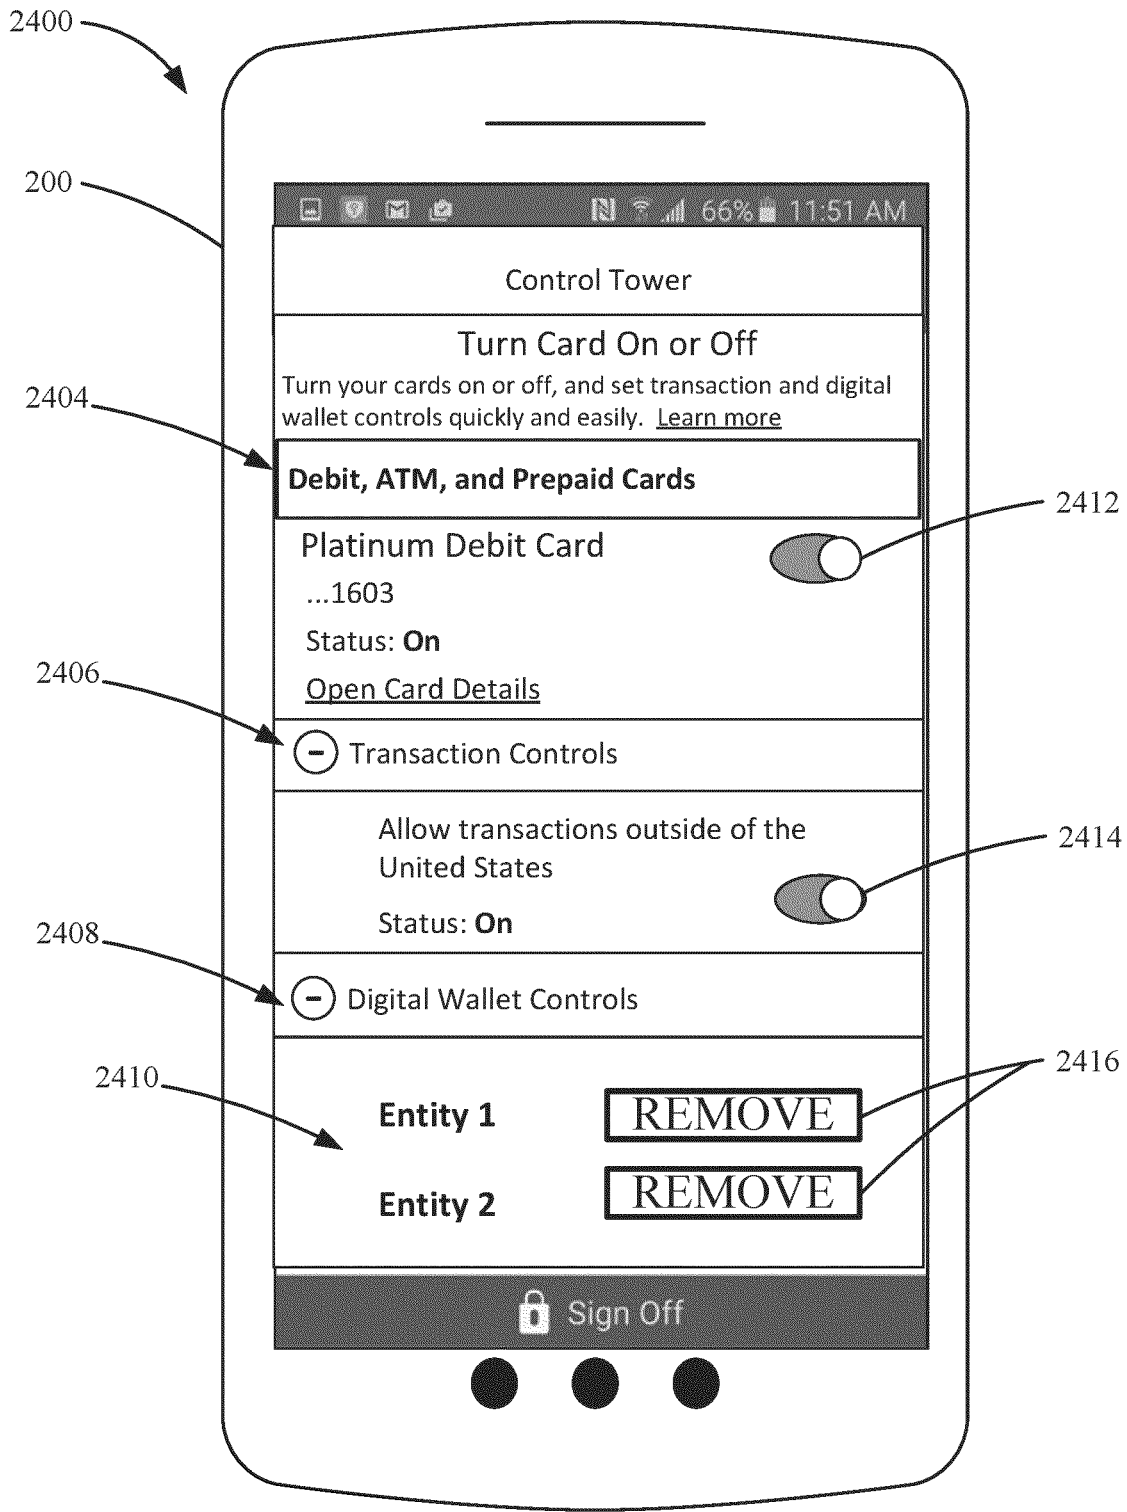 2400
200
66% 11:51 AM
Control Tower
Turn Card On or Off
Turn your cards on or off, and set transaction and digital
wallet controls quickly and easily. Learn more
2404
Debit, ATM, and Prepaid Cards
2412
Platinum Debit Card
...1603
Status: On
Open Card Details
2406
Transaction Controls
Allow transactions outside of the
United States
2414
Status: On
2408
Digital Wallet Controls
2410
2416
Entity 1 REMOVE
Entity 2 REMOVE
Sign Off